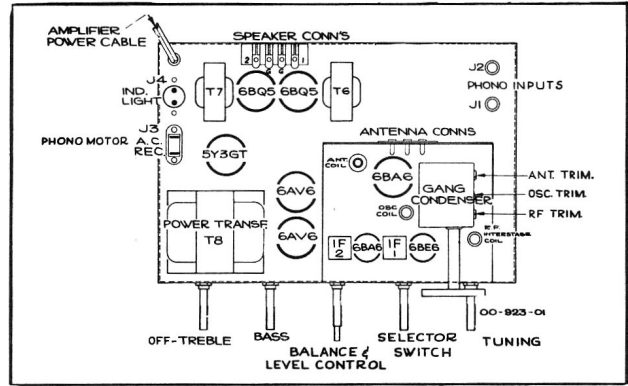 AMPLIFIER
POWER CABLE
SPEAKER CONN'S
2 G G 1
J4
IND.
LIGHT
T7
6BQ5
6BQ5
T6
J2
PHONO INPUTS
J1
J3
PHONO MOTOR A.C.
REC.
5Y3GT
ANTENNA CONNS
ANT.
COIL
6BA6
GANG
CONDENSER
ANT. TRIM.
OSC. TRIM.
RF TRIM.
6AV6
OSC
COIL
POWER TRANSF.
T8
6AV6
IF
2
6BA6
IF
1
6BE6
R.F.
INTERSTAGE
COIL
00-923-01
OFF-TREBLE
BASS
BALANCE &
LEVEL CONTROL
SELECTOR
SWITCH
TUNING